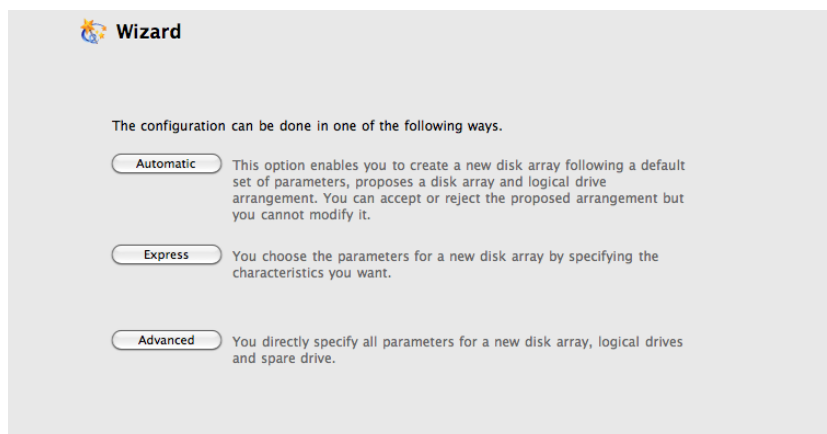 Wizard
The configuration can be done in one of the following ways.
Automatic
This option enables you to create a new disk array following a default
set of parameters, proposes a disk array and logical drive
arrangement. You can accept or reject the proposed arrangement but
you cannot modify it.
Express
You choose the parameters for a new disk array by specifying the
characteristics you want.
Advanced
You directly specify all parameters for a new disk array, logical drives
and spare drive.